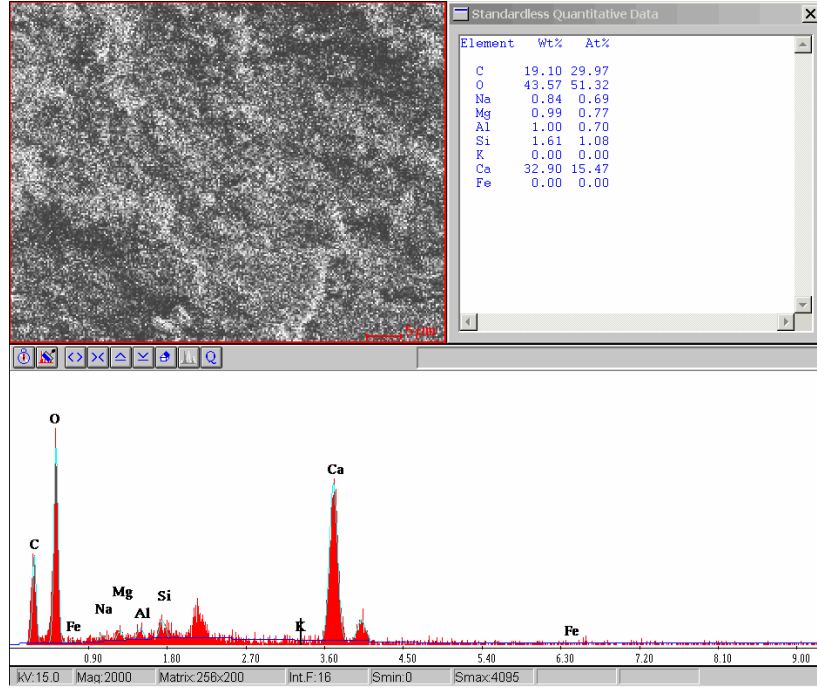 Standardless Quantitative Data
Element Wt% At%
C 19.10 29.97
O 43.57 51.32
Na 0.84 0.69
Mg 0.99 0.77
Al 1.00 0.70
Si 1.61 1.08
K 0.00 0.00
Ca 32.90 15.47
Fe 0.00 0.00
5 µm
Q
O
Ca
C
Mg
Si
Na
Al
Fe
K
Fe
0.90 1.80 2.70 3.60 4.50 5.40 6.30 7.20 8.10 9.00
kV:15.0 Mag:2000 Matrix:256x200 Int.F:16 Smin:0 Smax:4095